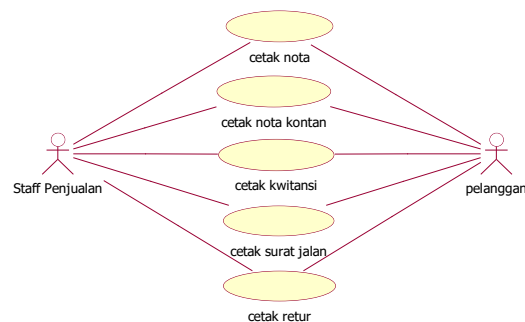 cetak nota
cetak nota kontan
cetak kwitansi
Staff Penjualan
pelanggan
cetak surat jalan
cetak retur